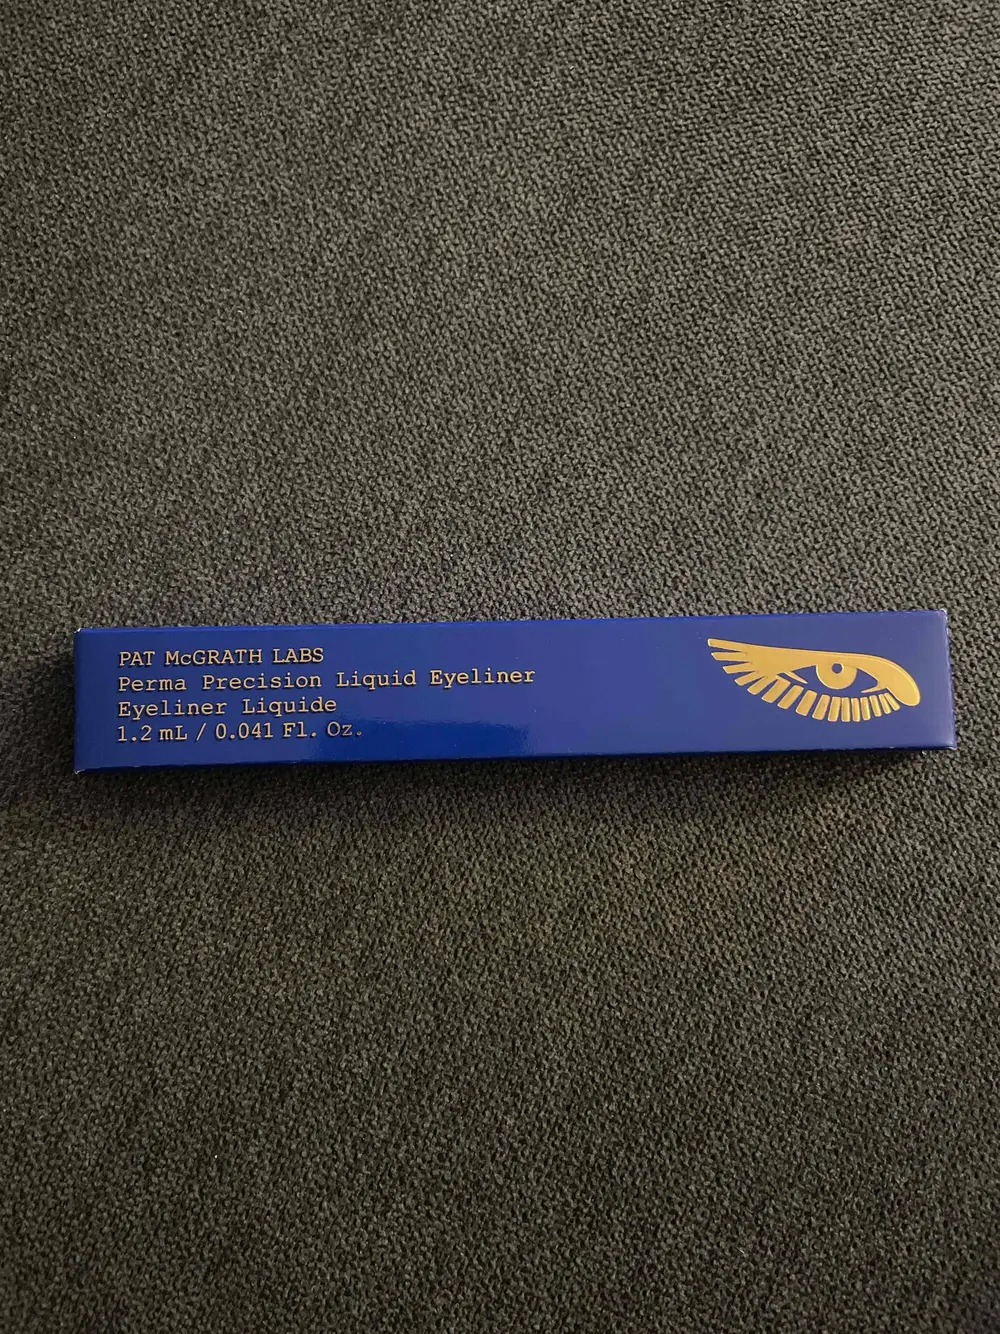 PAT McGRATH LABS
Perma Precision Liquid Eyeliner
Eyeliner Liquide
1.2 mL / 0.041 Fl. Oz.